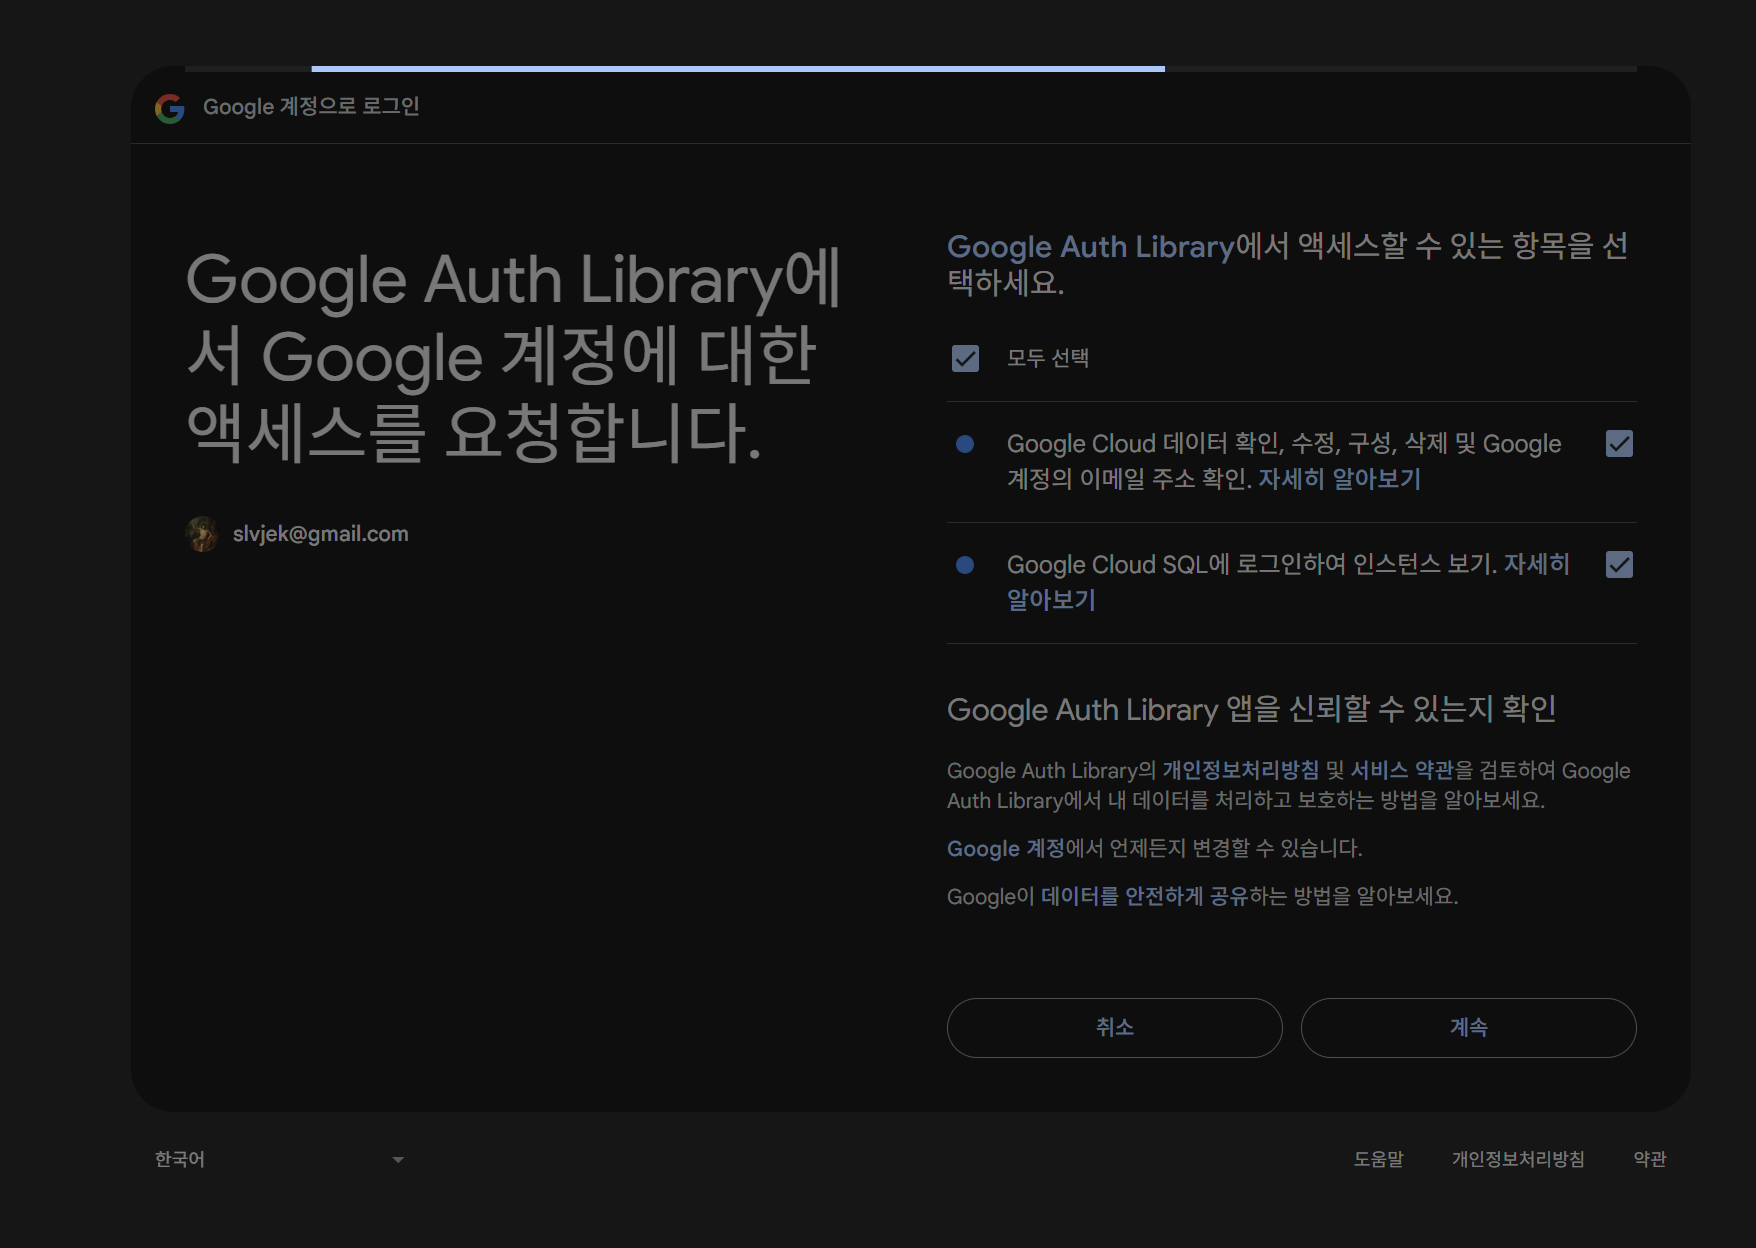 Google 계정으로 로그인
Google Auth Library에
서 Google 계정에 대한
액세스를 요청합니다.
slvjek@gmail.com
Google Auth Library에서 액세스할 수 있는 항목을 선
택하세요.
모두 선택
Google Cloud 데이터 확인, 수정, 구성, 삭제 및 Google
계정의 이메일 주소 확인. 자세히 알아보기
Google Cloud SQL에 로그인하여 인스턴스 보기. 자세히
알아보기
Google Auth Library 앱을 신뢰할 수 있는지 확인
Google Auth Library의 개인정보처리방침 및 서비스 약관을 검토하여 Google
Auth Library에서 내 데이터를 처리하고 보호하는 방법을 알아보세요.
Google 계정에서 언제든지 변경할 수 있습니다.
Google이 데이터를 안전하게 공유하는 방법을 알아보세요.
취소
계속
한국어
도움말
개인정보처리방침
약관